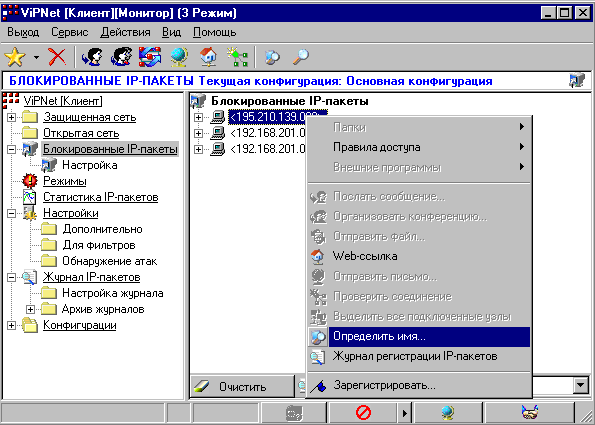 ViPNet [Клиент][Монитор] (3 Режим)
Выход Сервис Действия Вид Помощь
БЛОКИРОВАННЫЕ IP-ПАКЕТЫ Текущая конфигурация: Основная конфигурация
ViPNet [Клиент]
Защищенная сеть
Открытая сеть
Блокированные IP-пакеты
Настройка
Режимы
Статистика IP-пакетов
Настройки
Дополнительно
Для фильтров
Обнаружение атак
Журнал IP-пакетов
Настройка журнала
Архив журналов
Конфигурации
Блокированные IP-пакеты
<195.210.139.
<192.168.201.0
<192.168.201.0
Папки
Правила доступа
Внешние программы
Послать сообщение...
Организовать конференцию...
Отправить файл...
Web-ссылка
Отправить письмо...
Проверить соединение
Выделить все подключенные узлы
Определить имя...
Журнал регистрации IP-пакетов
Зарегистрировать...
Очистить